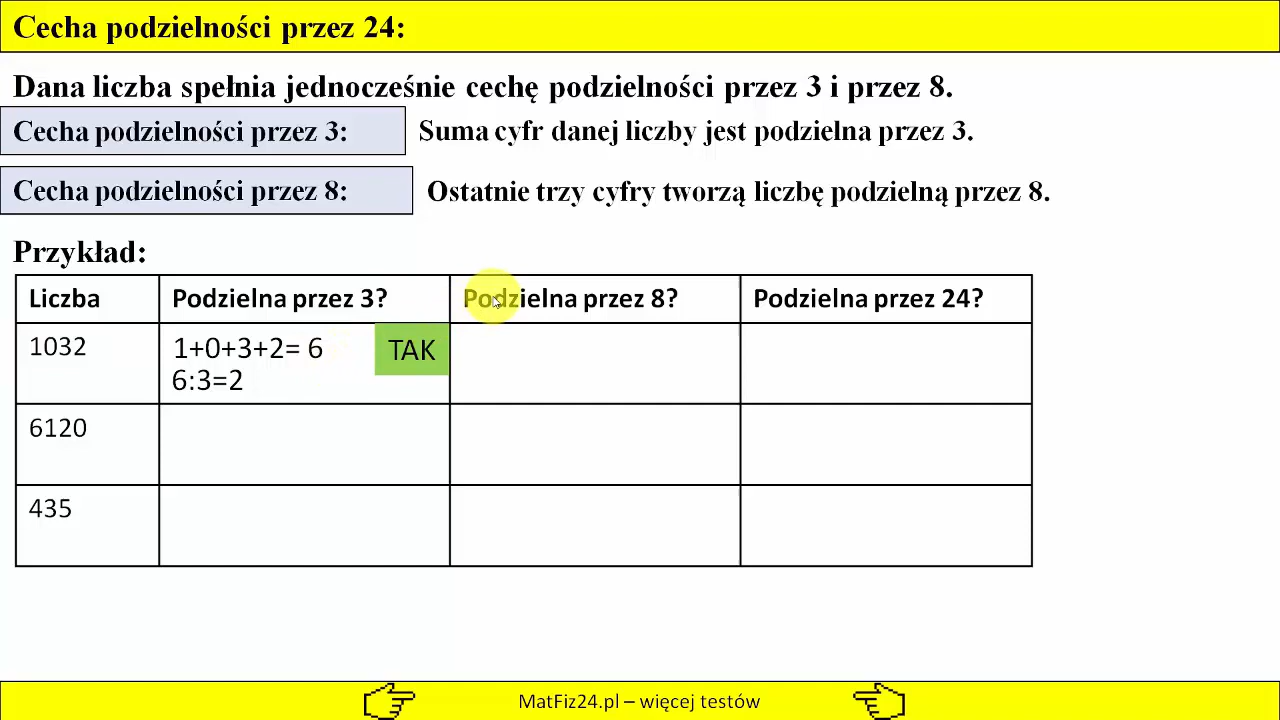 Cecha podzielności przez 24:
Dana liczba spełnia jednocześnie cechę podzielności przez 3 i przez 8.
Cecha podzielności przez 3: Suma cyfr danej liczby jest podzielna przez 3.
Cecha podzielności przez 8: Ostatnie trzy cyfry tworzą liczbę podzielną przez 8.
Przykład:
Liczba Podzielna przez 3? Podzielna przez 8? Podzielna przez 24?
1032 1+0+3+2= 6 TAK
6:3=2
6120
435
MatFiz24.pl – więcej testów